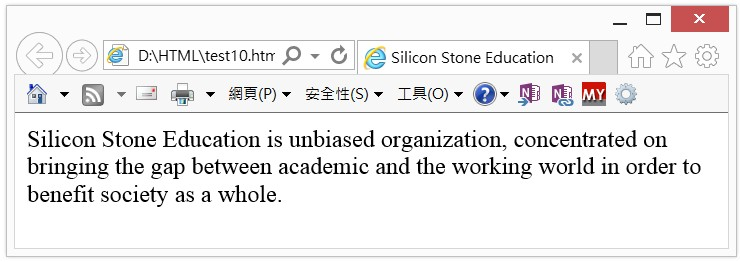 D:\HTML\test10.htm
Silicon Stone Education
網頁(P) 安全性(S) 工具(O) ? N N MY
Silicon Stone Education is unbiased organization, concentrated on
bringing the gap between academic and the working world in order to
benefit society as a whole.